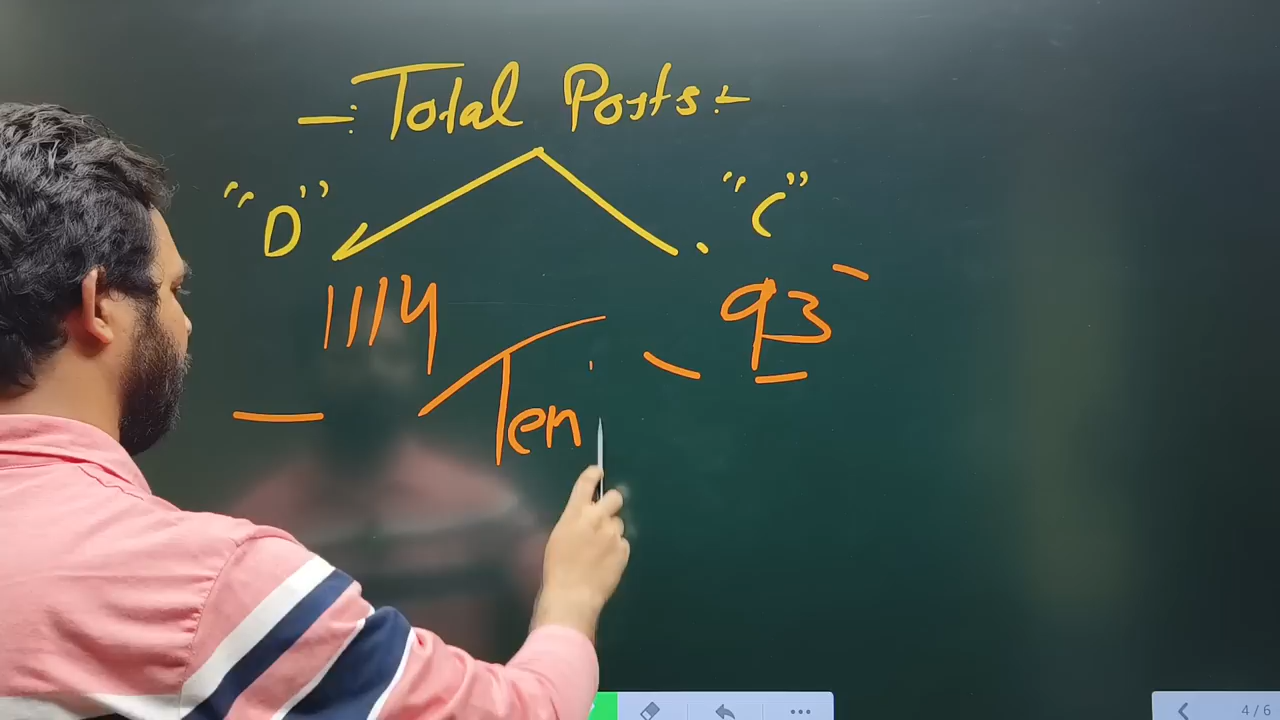 -: Total Posts :-
"D" "C"
1114 93
Ten
4 / 6